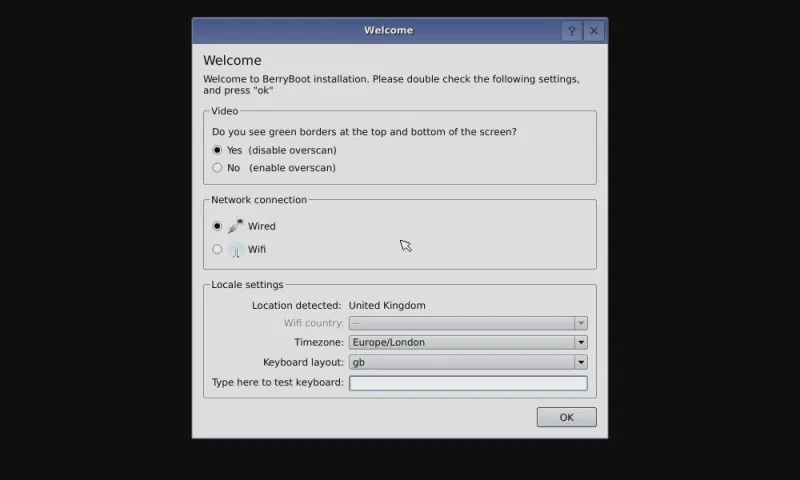 Welcome
Welcome
Welcome to BerryBoot installation. Please double check the following settings,
and press "ok"
Video
Do you see green borders at the top and bottom of the screen?
Yes (disable overscan)
No (enable overscan)
Network connection
Wired
Wifi
Locale settings
Location detected: United Kingdom
Wifi country: --
Timezone: Europe/London
Keyboard layout: gb
Type here to test keyboard:
OK